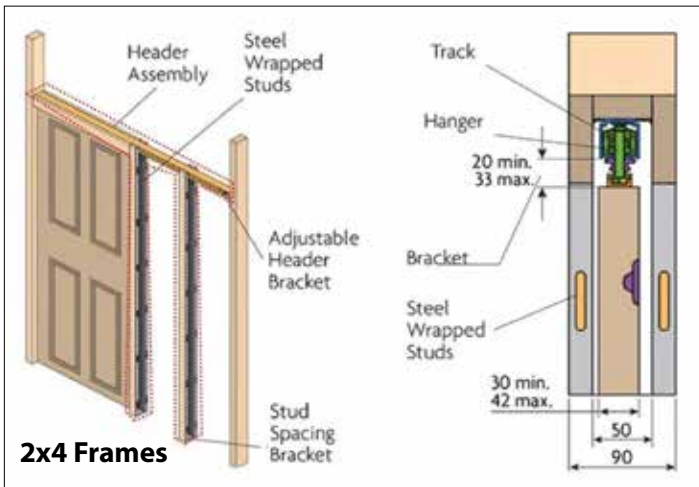 Header
Assembly
Steel
Wrapped
Studs
Adjustable
Header
Bracket
Stud
Spacing
Bracket
2x4 Frames
Track
Hanger
20 min.
33 max.
Bracket
Steel
Wrapped
Studs
30 min.
42 max.
50
90